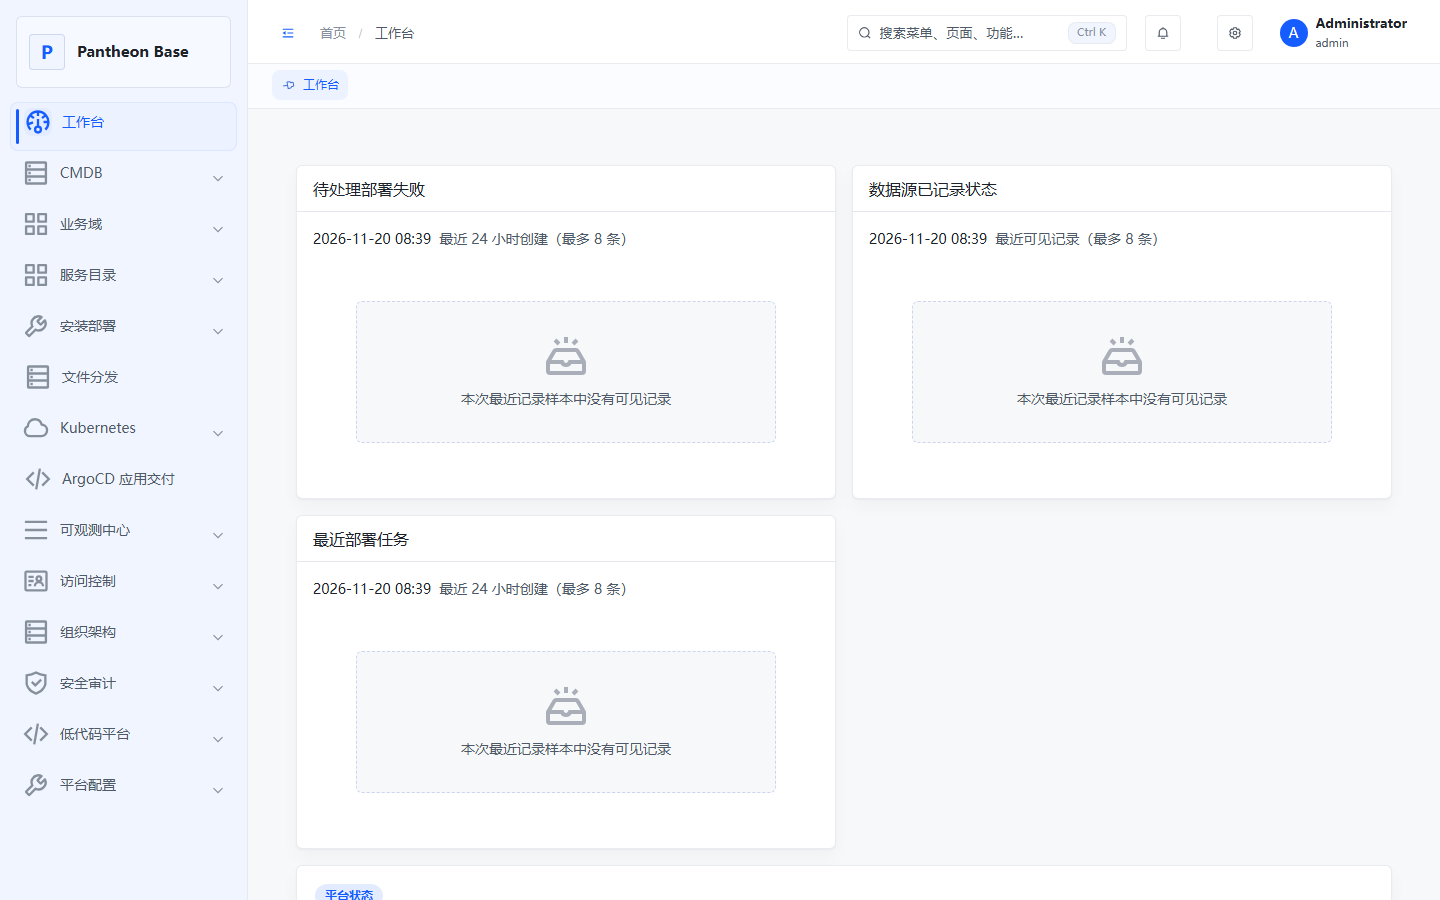 P Pantheon Base
工作台
CMDB
业务域
服务目录
安装部署
文件分发
Kubernetes
ArgoCD 应用交付
可观测中心
访问控制
组织架构
安全审计
低代码平台
平台配置
首页 / 工作台
搜索菜单、页面、功能... Ctrl K
A Administrator
admin
工作台
待处理部署失败
2026-11-20 08:39 最近 24 小时创建（最多 8 条）
本次最近记录样本中没有可见记录
数据源已记录状态
2026-11-20 08:39 最近可见记录（最多 8 条）
本次最近记录样本中没有可见记录
最近部署任务
2026-11-20 08:39 最近 24 小时创建（最多 8 条）
本次最近记录样本中没有可见记录
平台状态